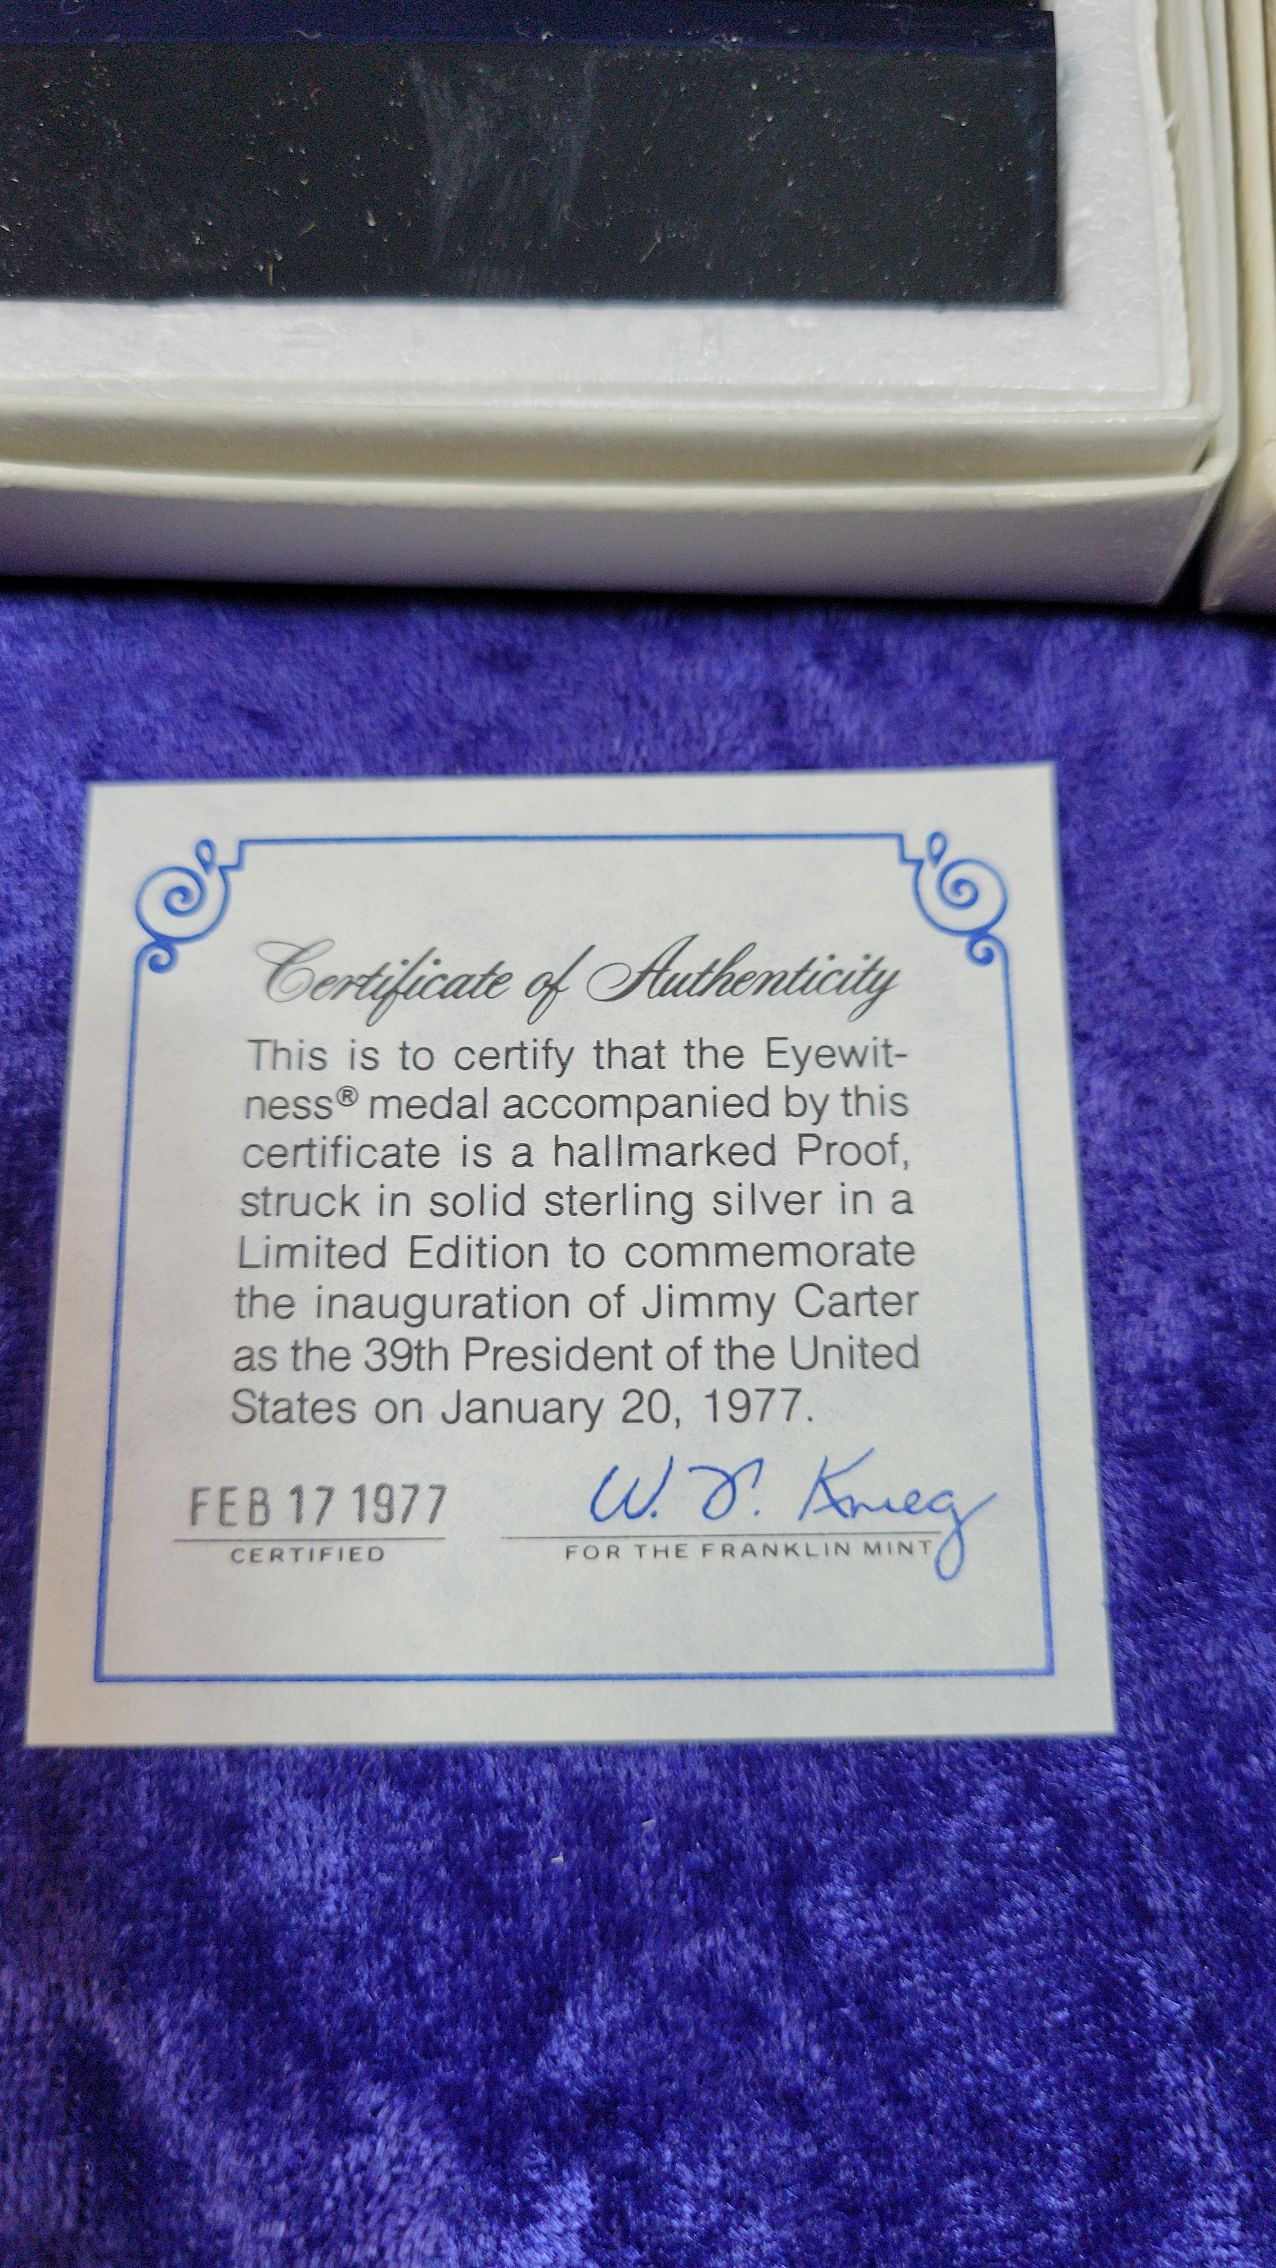 Certificate of Authenticity
This is to certify that the Eyewit-
ness® medal accompanied by this
certificate is a hallmarked Proof,
struck in solid sterling silver in a
Limited Edition to commemorate
the inauguration of Jimmy Carter
as the 39th President of the United
States on January 20, 1977.
FEB 17 1977 W. T. Krieg
CERTIFIED FOR THE FRANKLIN MINT